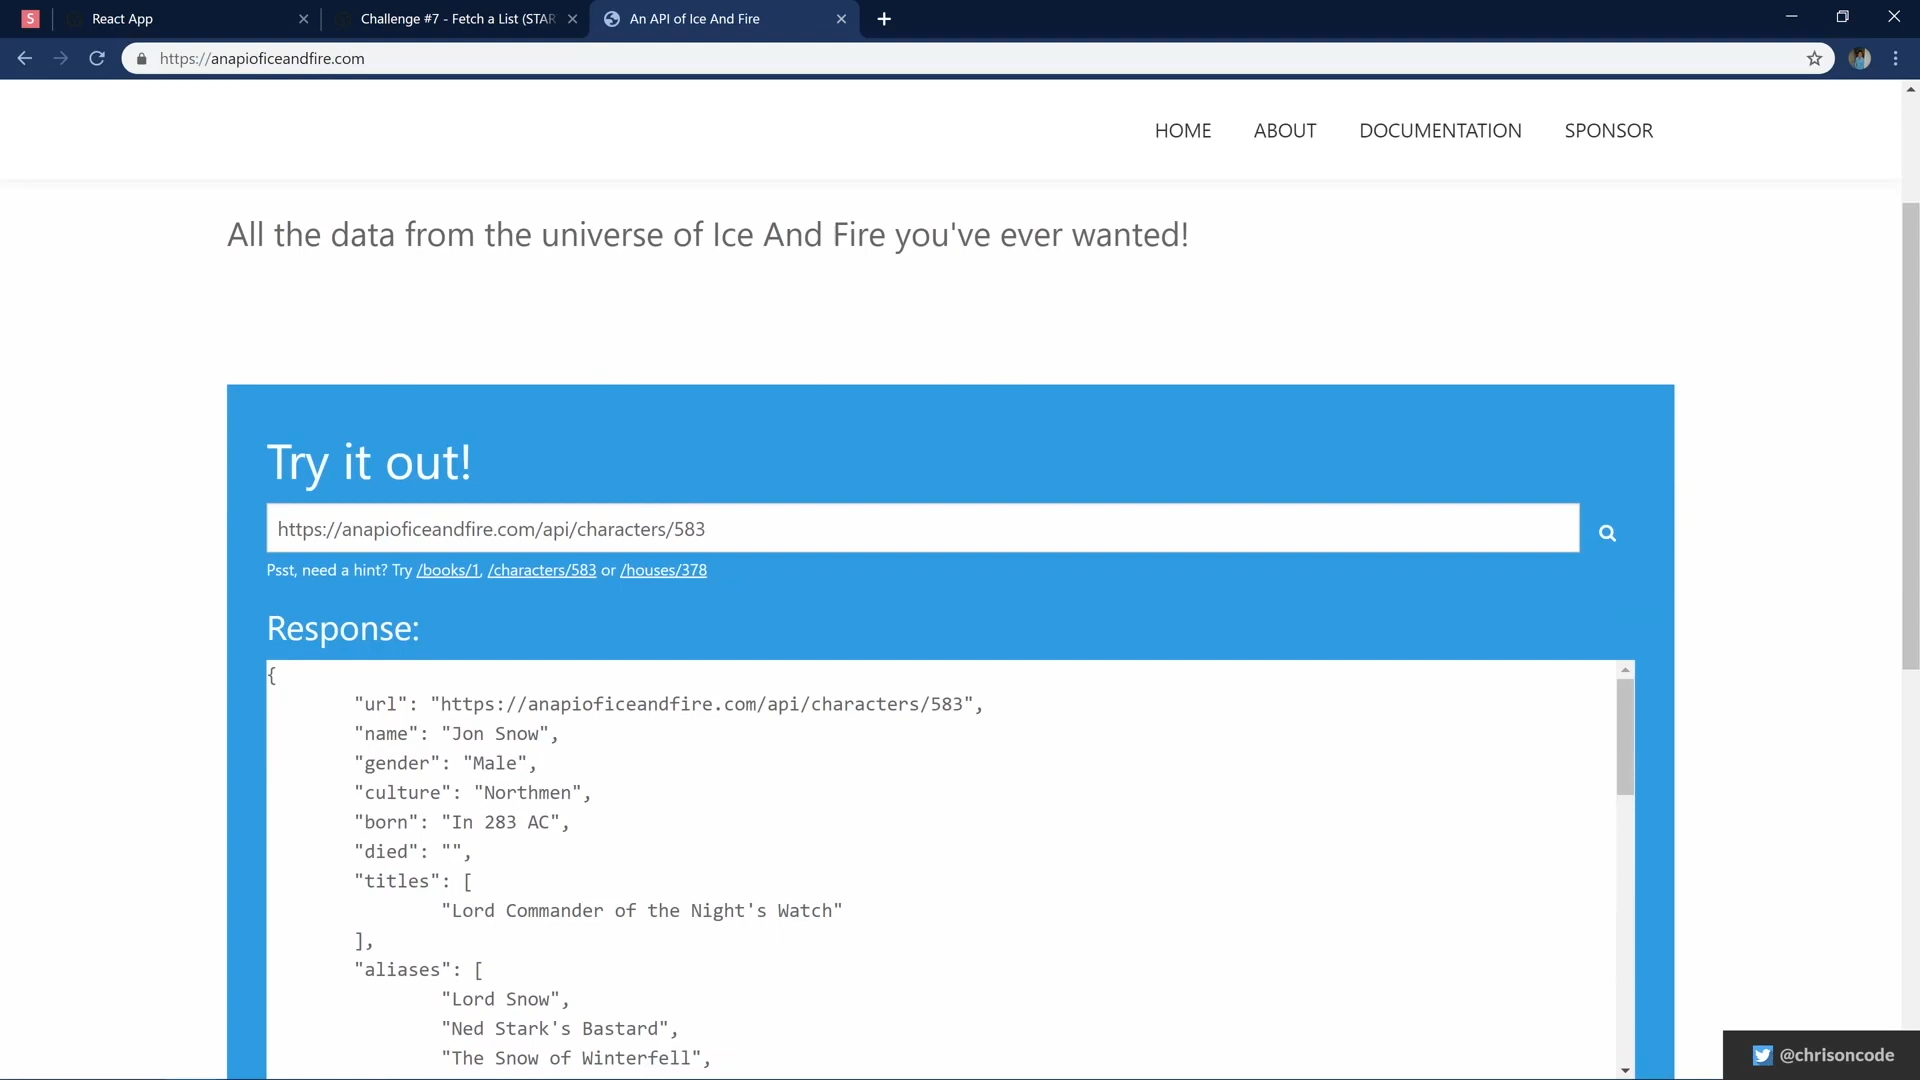 S
React App
Challenge #7 - Fetch a List (STAR
An API of Ice And Fire
https://anapioficeandfire.com
HOME
ABOUT
DOCUMENTATION
SPONSOR
All the data from the universe of Ice And Fire you've ever wanted!
Try it out!
https://anapioficeandfire.com/api/characters/583
Psst, need a hint? Try /books/1, /characters/583 or /houses/378
Response:
{
"url": "https://anapioficeandfire.com/api/characters/583",
"name": "Jon Snow",
"gender": "Male",
"culture": "Northmen",
"born": "In 283 AC",
"died": "",
"titles": [
"Lord Commander of the Night's Watch"
],
"aliases": [
"Lord Snow",
"Ned Stark's Bastard",
"The Snow of Winterfell",
@chrisoncode